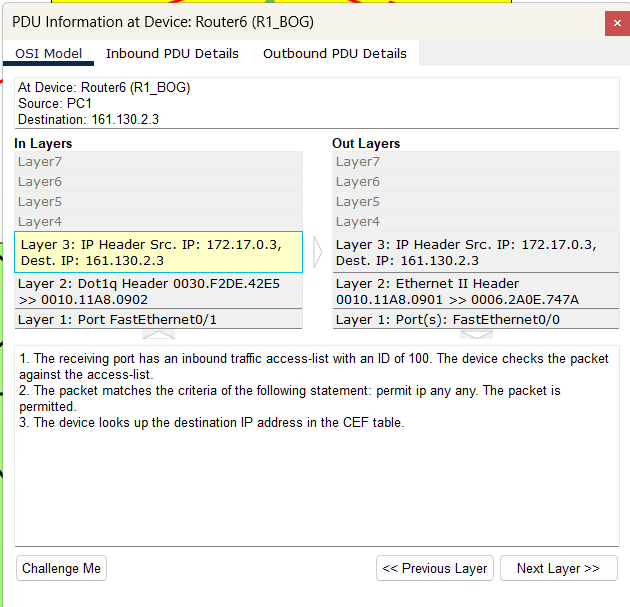 PDU Information at Device: Router6 (R1_BOG)
OSI Model Inbound PDU Details Outbound PDU Details
At Device: Router6 (R1_BOG)
Source: PC1
Destination: 161.130.2.3
In Layers
Layer7
Layer6
Layer5
Layer4
Layer 3: IP Header Src. IP: 172.17.0.3,
Dest. IP: 161.130.2.3
Layer 2: Dot1q Header 0030.F2DE.42E5
>> 0010.11A8.0902
Layer 1: Port FastEthernet0/1
Out Layers
Layer7
Layer6
Layer5
Layer4
Layer 3: IP Header Src. IP: 172.17.0.3,
Dest. IP: 161.130.2.3
Layer 2: Ethernet II Header
0010.11A8.0901 >> 0006.2A0E.747A
Layer 1: Port(s): FastEthernet0/0
1. The receiving port has an inbound traffic access-list with an ID of 100. The device checks the packet
against the access-list.
2. The packet matches the criteria of the following statement: permit ip any any. The packet is
permitted.
3. The device looks up the destination IP address in the CEF table.
Challenge Me
<< Previous Layer
Next Layer >>